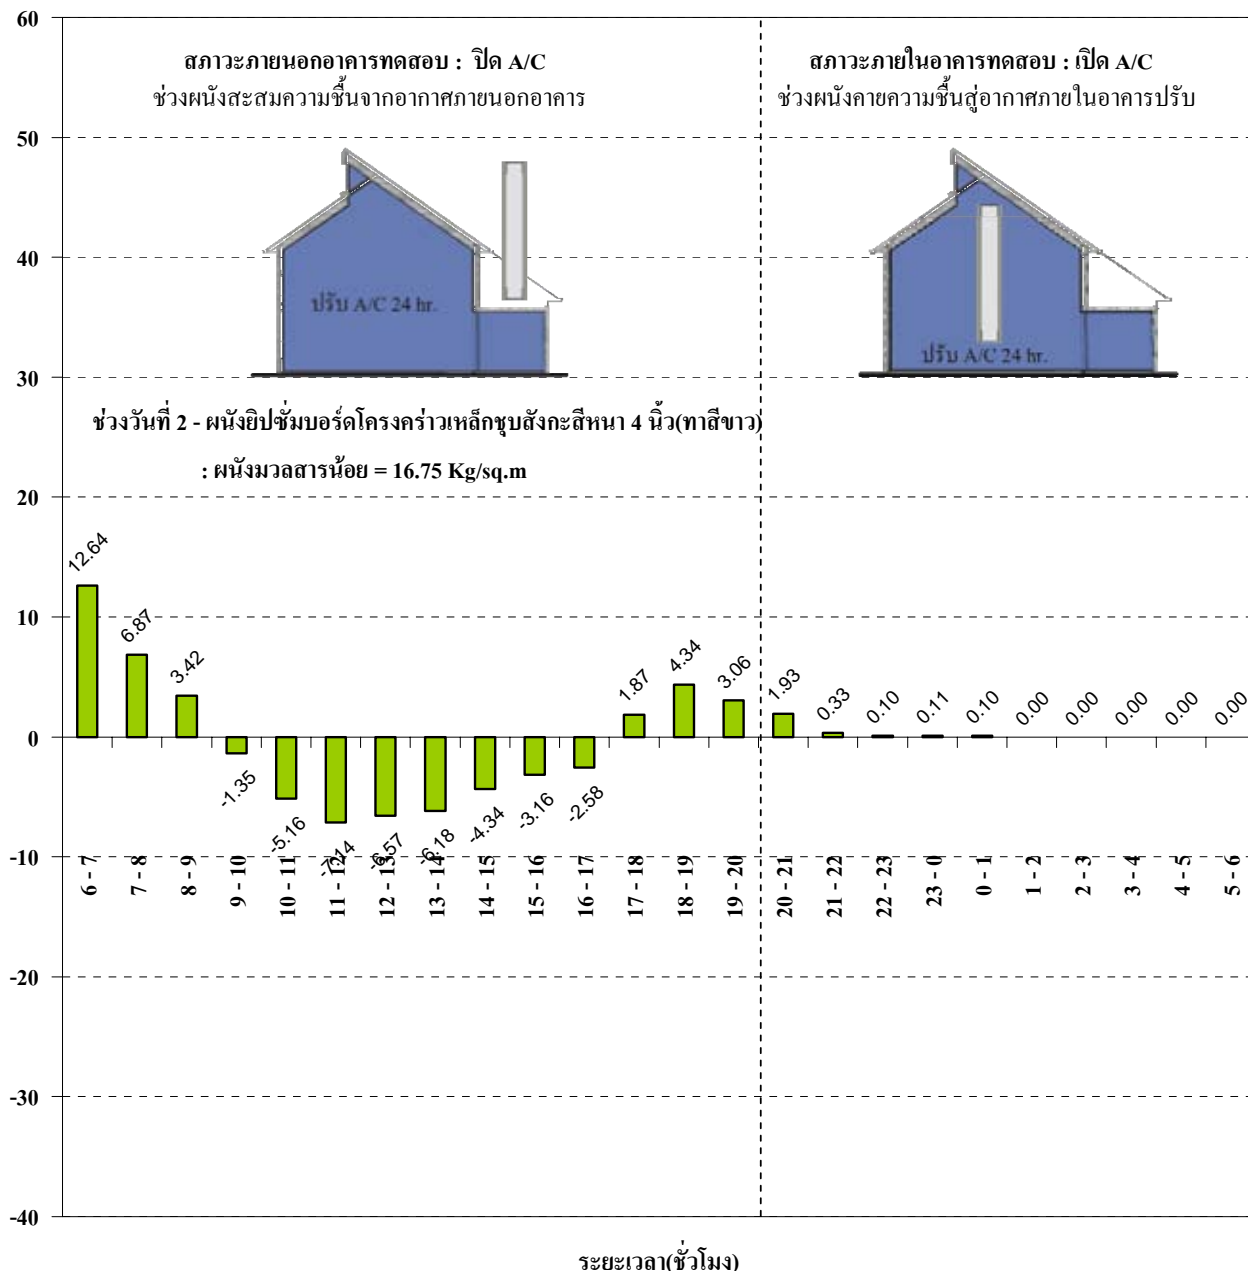 60
50
40
30
20
10
0
-10
-20
-30
-40
สภาวะภายนอกอาคารทดสอบ : ปิด A/C
ช่วงผนังสะสมความชื้นจากอากาศภายนอกอาคาร
สภาวะภายในอาคารทดสอบ : เปิด A/C
ช่วงผนังคายความชื้นสู่อากาศภายในอาคารปรับ
ปรับ A/C 24 hr.
ปรับ A/C 24 hr.
ช่วงวันที่ 2 - ผนังยิปซั่มบอร์ดโครงคร่าวเหล็กชุบสังกะสีหนา 4 นิ้ว(ทาสีขาว)
: ผนังมวลสารน้อย = 16.75 Kg/sq.m
12.64
6.87
3.42
-1.35
-5.16
-7.14
-6.57
-6.18
-4.34
-3.16
-2.58
1.87
4.34
3.06
1.93
0.33
0.10
0.11
0.10
0.00
0.00
0.00
0.00
0.00
6 - 7
7 - 8
8 - 9
9 - 10
10 - 11
11 - 12
12 - 13
13 - 14
14 - 15
15 - 16
16 - 17
17 - 18
18 - 19
19 - 20
20 - 21
21 - 22
22 - 23
23 - 0
0 - 1
1 - 2
2 - 3
3 - 4
4 - 5
5 - 6
ระยะเวลา(ชั่วโมง)